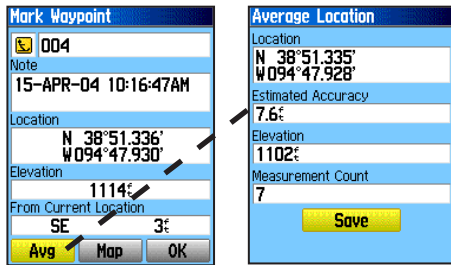 Mark Waypoint
004
Note
15-APR-04 10:16:47AM
Location
N 38°51.336'
W094°47.930'
Elevation
1114ft
From Current Location
SE 3ft
Avg Map OK
Average Location
Location
N 38°51.335'
W094°47.928'
Estimated Accuracy
7.6ft
Elevation
1102ft
Measurement Count
7
Save